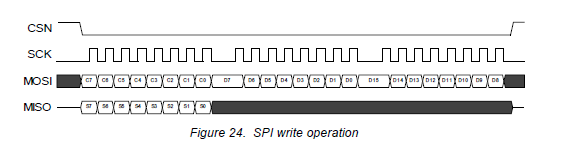 CSN
SCK
MOSI C7 C6 C5 C4 C3 C2 C1 C0 D7 D6 D5 D4 D3 D2 D1 D0 D15 D14 D13 D12 D11 D10 D9 D8
MISO S7 S6 S5 S4 S3 S2 S1 S0
Figure 24. SPI write operation